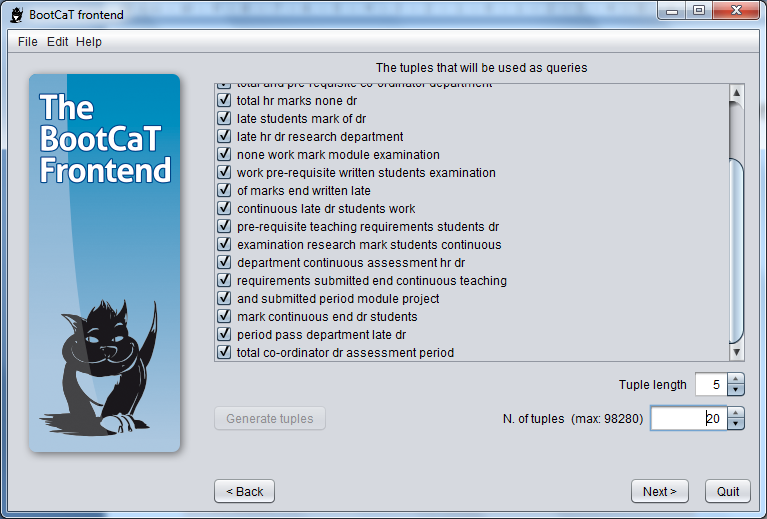 BootCaT frontend
File Edit Help
The
BootCaT
Frontend
The tuples that will be used as queries
total and pre-requisite co-ordinator department
total hr marks none dr
late students mark of dr
late hr dr research department
none work mark module examination
work pre-requisite written students examination
of marks end written late
continuous late dr students work
pre-requisite teaching requirements students dr
examination research mark students continuous
department continuous assessment hr dr
requirements submitted end continuous teaching
and submitted period module project
mark continuous end dr students
period pass department late dr
total co-ordinator dr assessment period
Tuple length 5
Generate tuples N. of tuples (max: 98280) 20
< Back Next > Quit